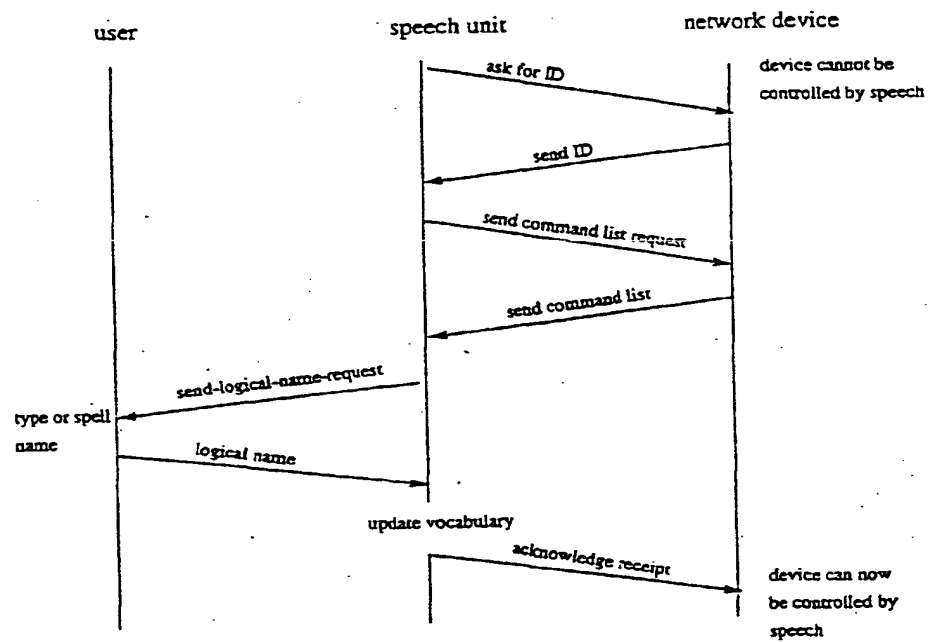 user
speech unit
network device
ask for ID
device cannot be
controlled by speech
send ID
send command list request
send command list
send-logical-name-request
type or spell
name
logical name
update vocabulary
acknowledge receipt
device can now
be controlled by
speech